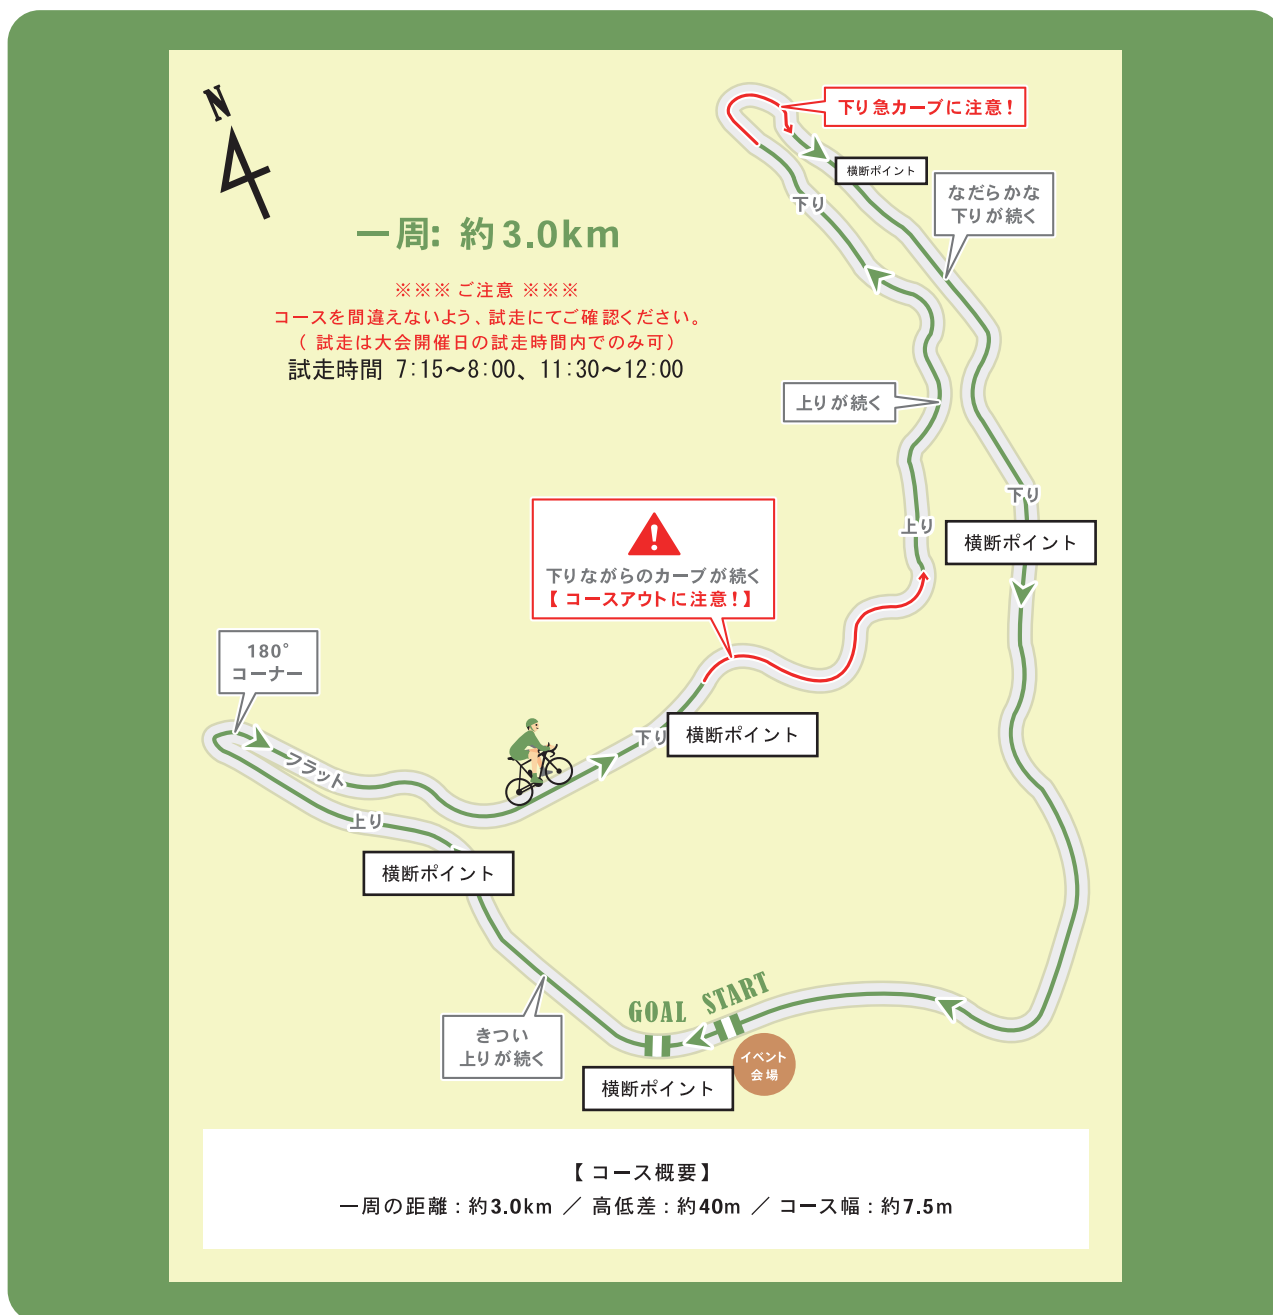 N
下り急カーブに注意！
横断ポイント
なだらかな
下りが続く
下り
一周: 約3.0km
※※※ ご注意 ※※※
コースを間違えないよう、試走にてご確認ください。
（ 試走は大会開催日の試走時間内でのみ可）
試走時間 7:15～8:00、11:30～12:00
上りが続く
下り
上り
横断ポイント
下りながらのカーブが続く
【 コースアウトに注意！】
180°
コーナー
下り
横断ポイント
フラット
上り
横断ポイント
GOAL
START
きつい
上りが続く
イベント
会場
横断ポイント
【 コース概要 】
一周の距離 : 約3.0km ／ 高低差 : 約40m ／ コース幅 : 約7.5m